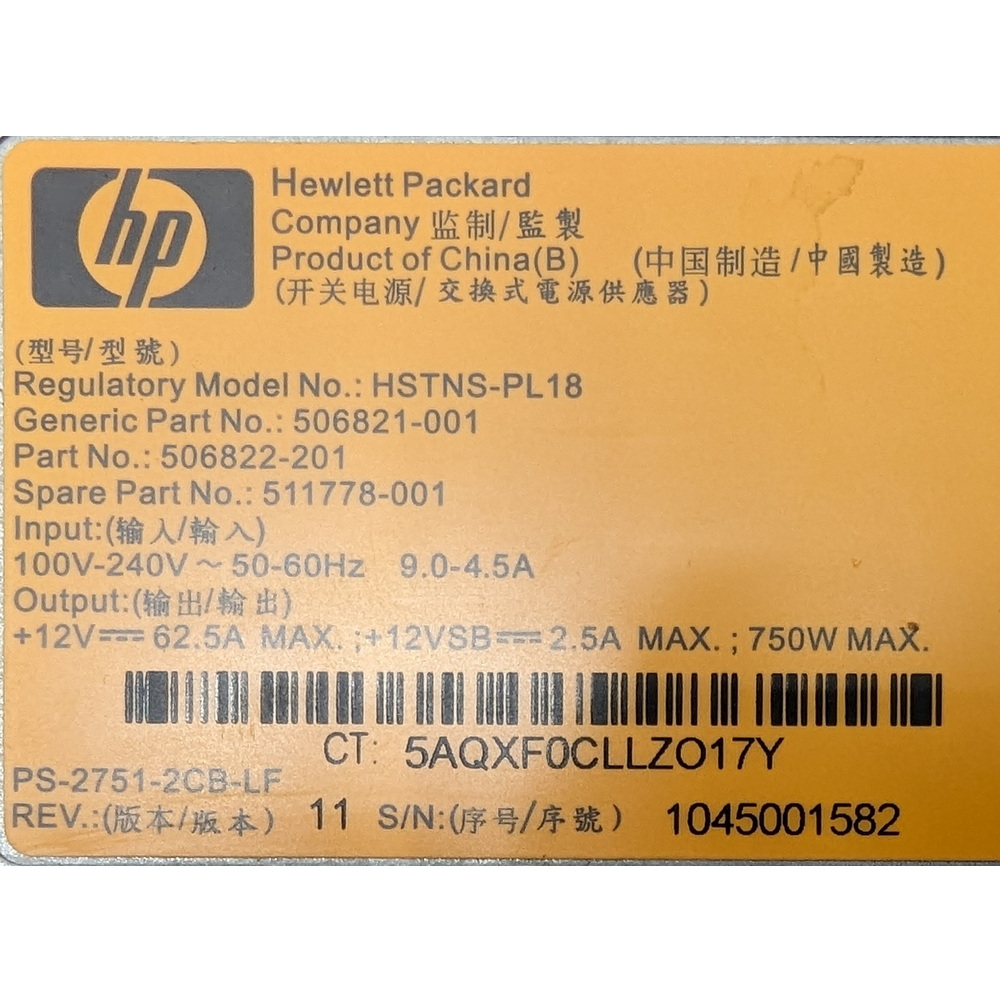 hp
Hewlett Packard
Company 监制/監製
Product of China(B) (中国制造/中國製造)
(开关电源/交換式電源供應器)
(型号/型號)
Regulatory Model No.: HSTNS-PL18
Generic Part No.: 506821-001
Part No.: 506822-201
Spare Part No.: 511778-001
Input:(输入/輸入)
100V-240V～50-60Hz 9.0-4.5A
Output:(输出/輸出)
+12V⎓62.5A MAX.;+12VSB⎓2.5A MAX.; 750W MAX.
CT: 5AQXF0CLLZO17Y
PS-2751-2CB-LF
REV.:(版本/版本) 11 S/N:(序号/序號) 1045001582